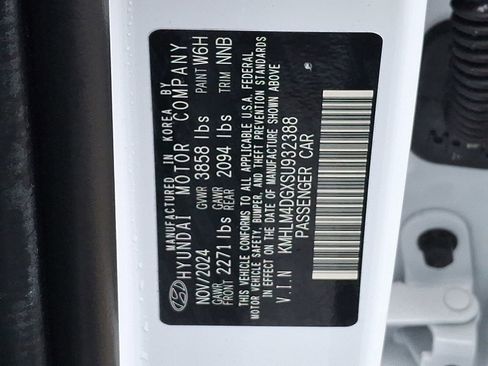 MANUFACTURED IN KOREA BY
HYUNDAI MOTOR COMPANY
NOV/2024 GVWR 3858 lbs PAINT W6H
GAWR FRONT 2271 lbs GAWR REAR 2094 lbs TRIM NNB
THIS VEHICLE CONFORMS TO ALL APPLICABLE U.S.A. FEDERAL
MOTOR VEHICLE SAFETY, BUMPER, AND THEFT PREVENTION STANDARDS
IN EFFECT ON THE DATE OF MANUFACTURE SHOWN ABOVE
V.I.N KMHLM4DGXSU932388
PASSENGER CAR